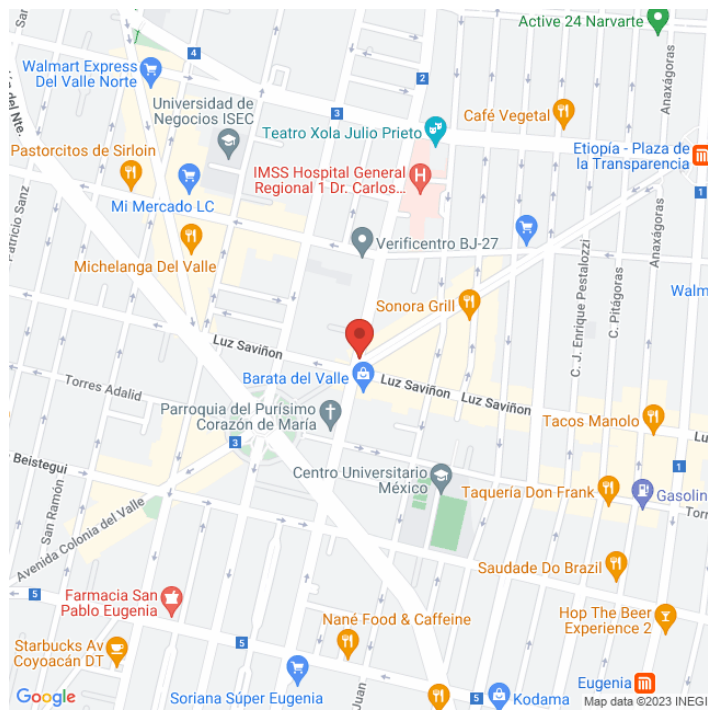 Active 24 Narvarte
Walmart Express
Del Valle Norte
4
2
3
Universidad de
Negocios ISEC
Café Vegetal
Anaxágoras
Teatro Xola Julio Prieto
Etiopía - Plaza de
la Transparencia
Pastorcitos de Sirloin
IMSS Hospital General
Regional 1 Dr. Carlos...
1
Mi Mercado LC
Patricio Sanz
Anaxágoras
Verificentro BJ-27
Michelanga Del Valle
C. J. Enrique Pestalozzi
C. Pitágoras
Sonora Grill
Walm
Luz Saviñon
Barata del Valle
Luz Saviñon
Luz Saviñon
Lu
Torres Adalid
Parroquia del Purísimo
Corazón de María
Tacos Manolo
3
1
Beistegui
Centro Universitario
México
Taquería Don Frank
Gasolin
Torr
San Ramón
Avenida Colonia del Valle
Saudade Do Brazil
5
Farmacia San
Pablo Eugenia
Hop The Beer
Experience 2
Nané Food & Caffeine
5
Starbucks Av
Coyoacán DT
Soriana Súper Eugenia
Juan
5
Kodama
Eugenia
Google
Map data ©2023 INEGI